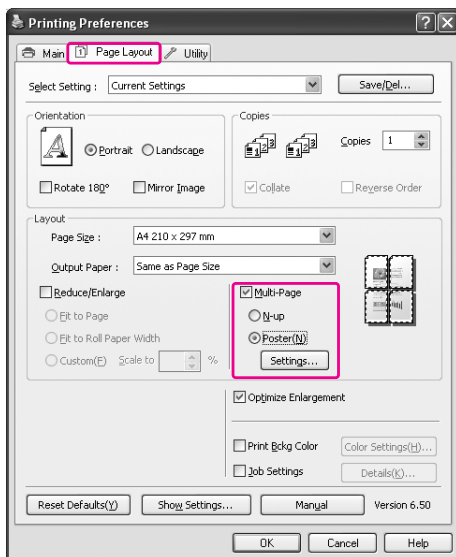 Printing Preferences
Main Page Layout Utility
Select Setting : Current Settings Save/Del...
Orientation
Portrait Landscape
Rotate 180° Mirror Image
Copies
Copies 1
Collate Reverse Order
Layout
Page Size : A4 210 x 297 mm
Output Paper : Same as Page Size
Reduce/Enlarge
Fit to Page
Fit to Roll Paper Width
Custom(F) Scale to %
Multi-Page
N-up
Poster(N)
Settings...
Optimize Enlargement
Print Bckg Color Color Settings(H)...
Job Settings Details(K)...
Reset Defaults(Y) Show Settings... Manual Version 6.50
OK Cancel Help